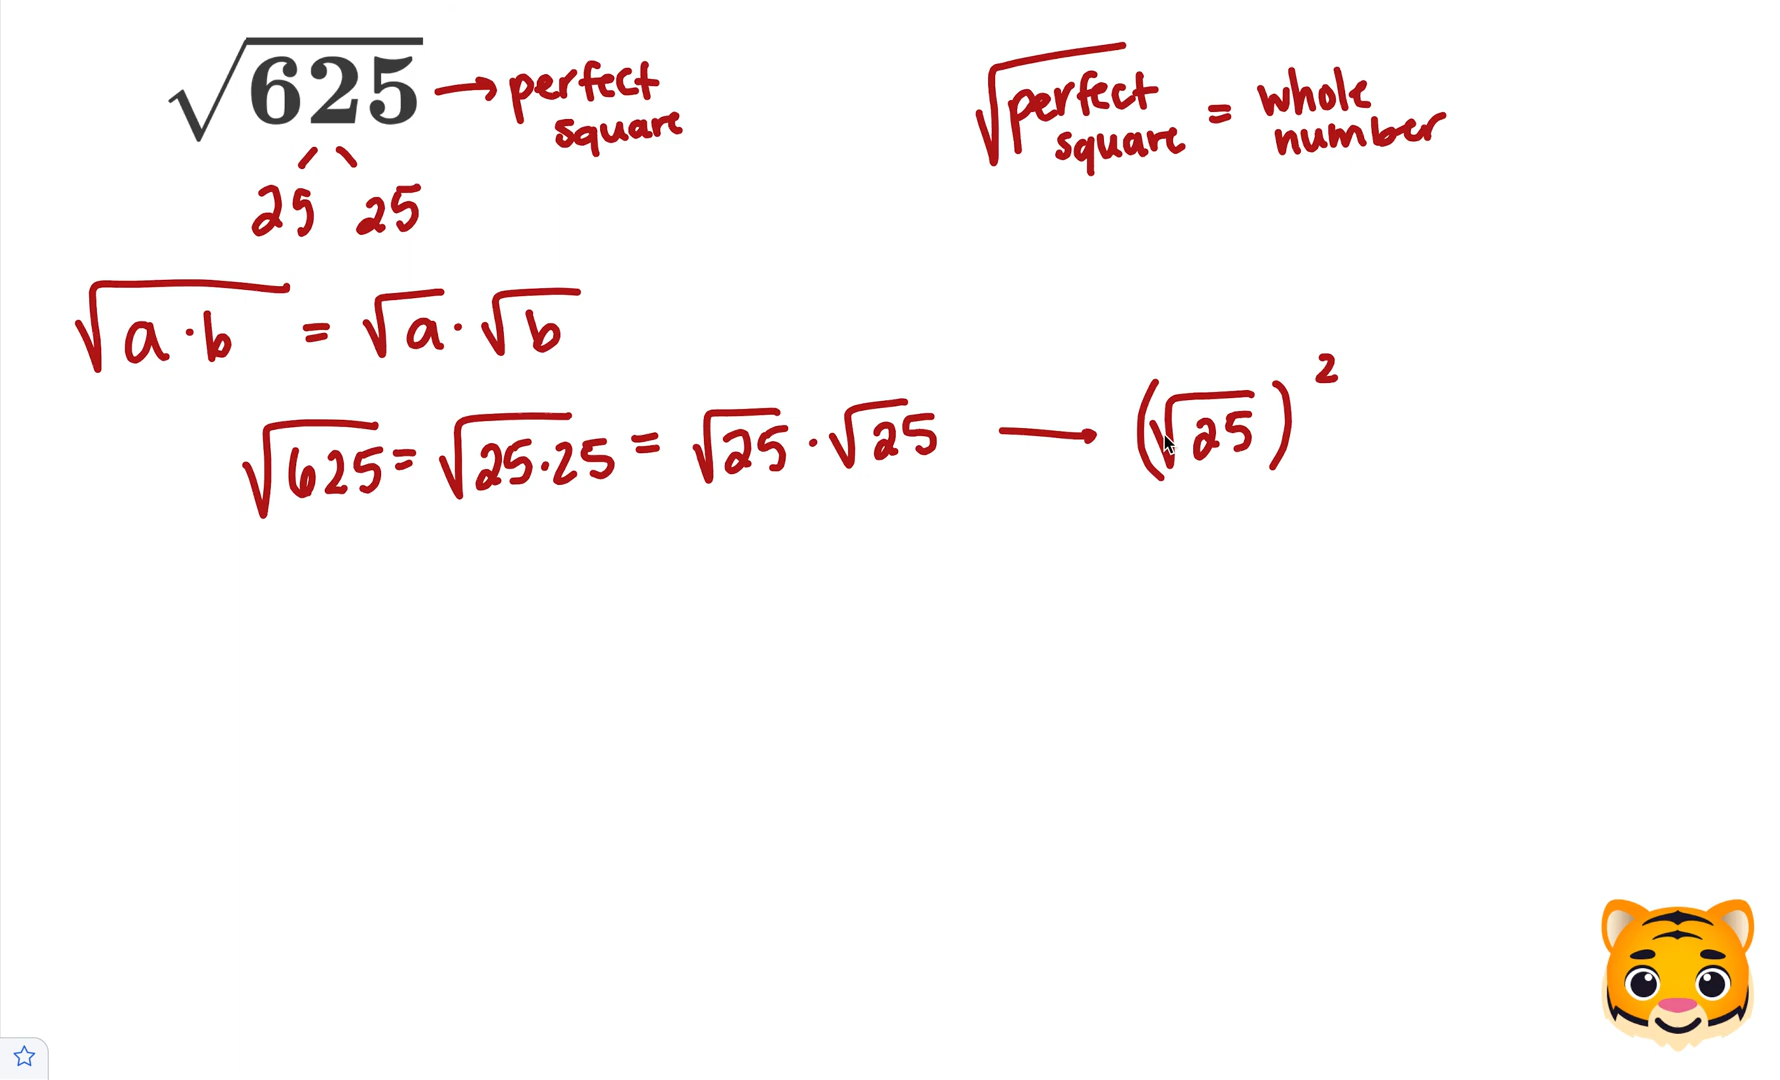 √625 → perfect square
25 25
√perfect square = whole number
√a·b = √a · √b
√625 = √25·25 = √25 · √25 → (√25)²